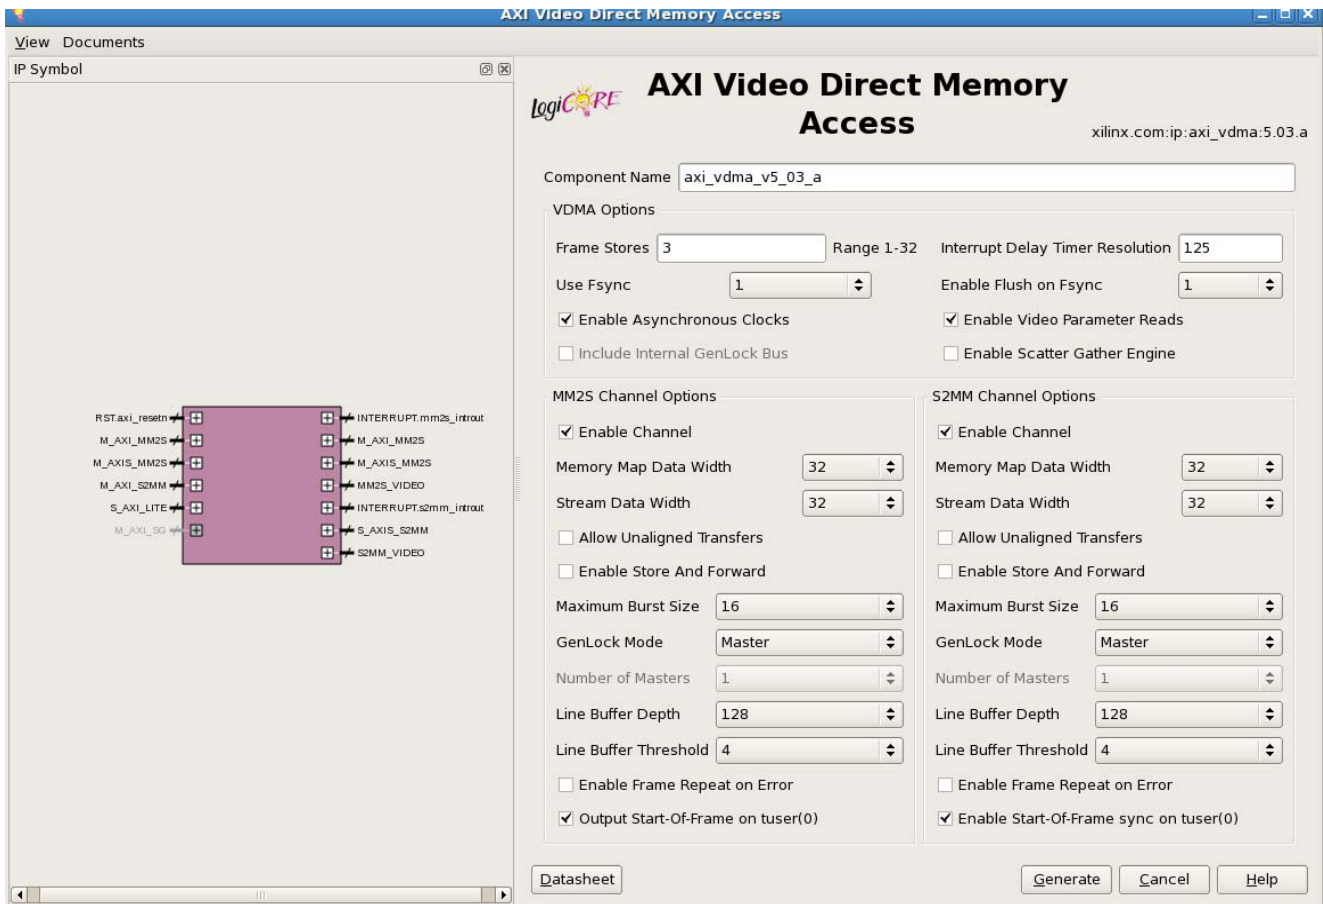 AXI Video Direct Memory Access
View Documents
IP Symbol
LogiCORE
AXI Video Direct Memory
Access
xilinx.com:ip:axi_vdma:5.03.a
Component Name axi_vdma_v5_03_a
VDMA Options
Frame Stores 3 Range 1-32 Interrupt Delay Timer Resolution 125
Use Fsync 1 Enable Flush on Fsync 1
Enable Asynchronous Clocks Enable Video Parameter Reads
Include Internal GenLock Bus Enable Scatter Gather Engine
RST.axi_resetn INTERRUPT.mm2s_introut
M_AXI_MM2S M_AXI_MM2S
M_AXIS_MM2S M_AXIS_MM2S
M_AXI_S2MM MM2S_VIDEO
S_AXI_LITE INTERRUPT.s2mm_introut
M_AXI_SG S_AXIS_S2MM
S2MM_VIDEO
MM2S Channel Options
Enable Channel
Memory Map Data Width 32
Stream Data Width 32
Allow Unaligned Transfers
Enable Store And Forward
Maximum Burst Size 16
GenLock Mode Master
Number of Masters 1
Line Buffer Depth 128
Line Buffer Threshold 4
Enable Frame Repeat on Error
Output Start-Of-Frame on tuser(0)
S2MM Channel Options
Enable Channel
Memory Map Data Width 32
Stream Data Width 32
Allow Unaligned Transfers
Enable Store And Forward
Maximum Burst Size 16
GenLock Mode Master
Number of Masters 1
Line Buffer Depth 128
Line Buffer Threshold 4
Enable Frame Repeat on Error
Enable Start-Of-Frame sync on tuser(0)
Datasheet Generate Cancel Help